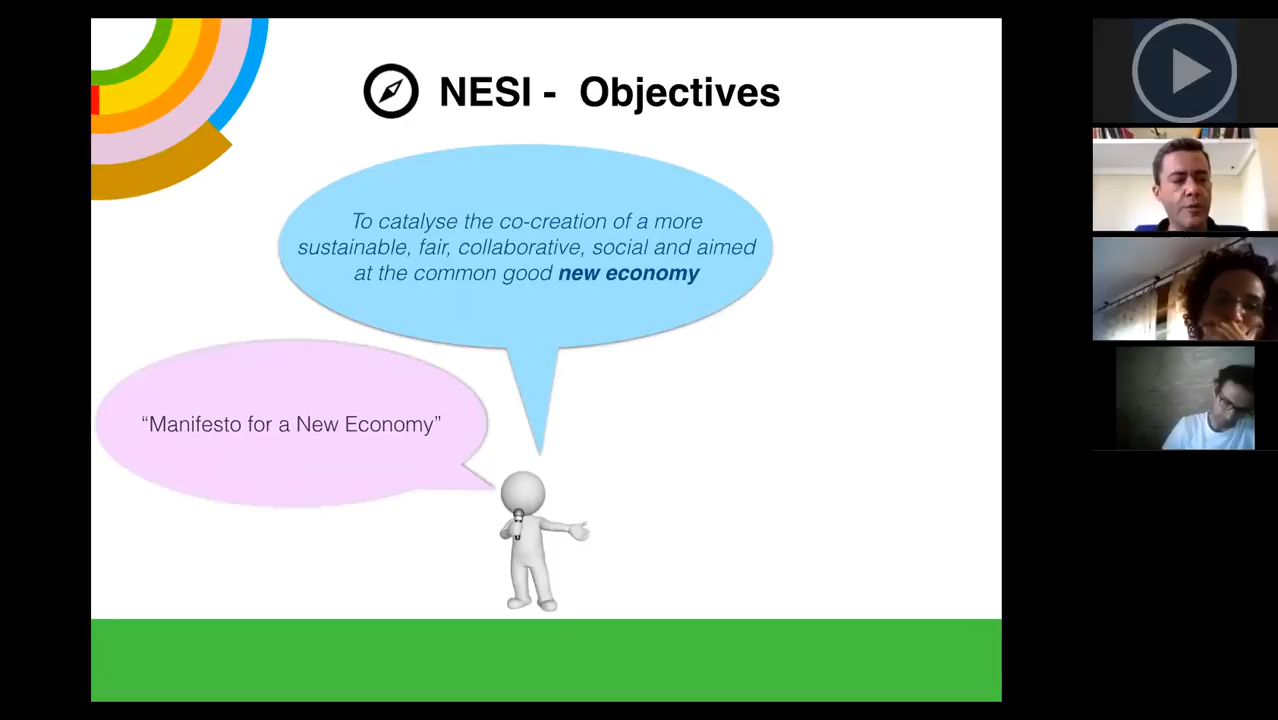 NESI - Objectives
To catalyse the co-creation of a more
sustainable, fair, collaborative, social and aimed
at the common good new economy
“Manifesto for a New Economy”